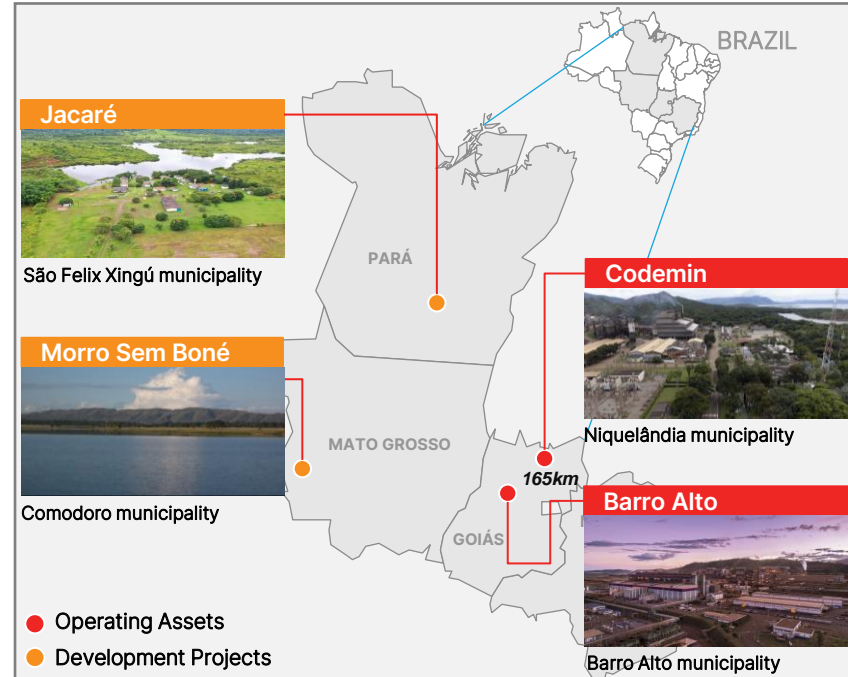 BRAZIL
Jacaré
São Felix Xingú municipality
PARÁ
Codemin
Niquelândia municipality
Morro Sem Boné
Comodoro municipality
MATO GROSSO
165km
GOIÁS
Barro Alto
Barro Alto municipality
Operating Assets
Development Projects